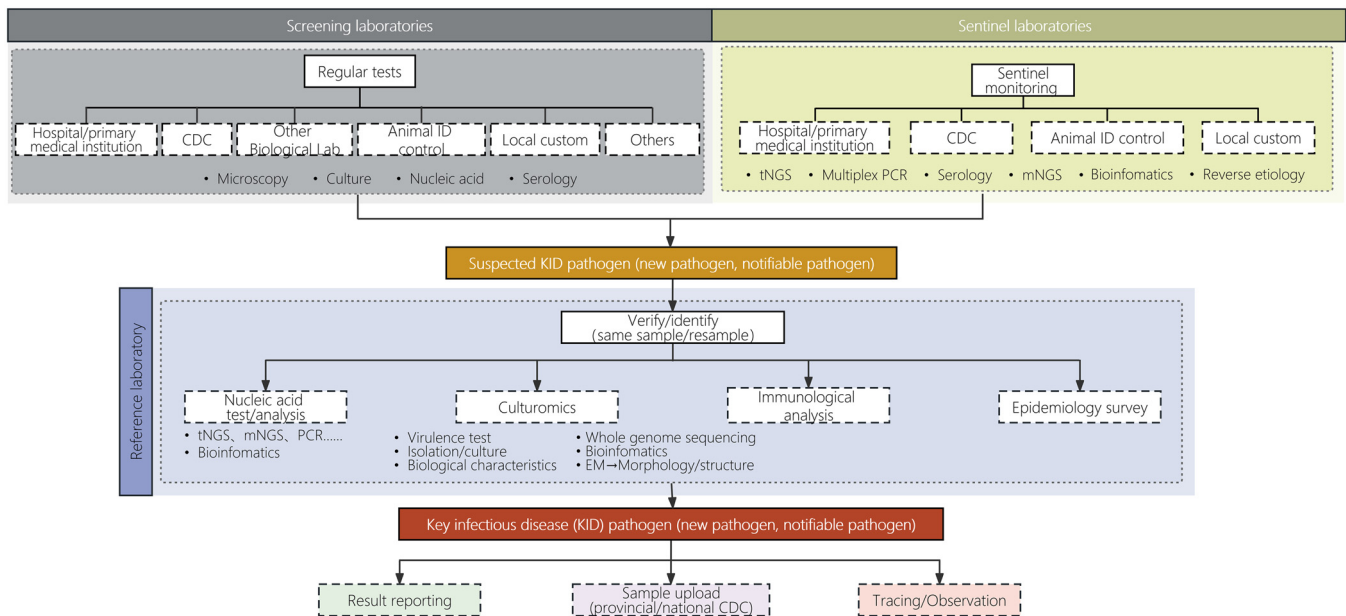 Screening laboratories
Sentinel laboratories
Regular tests
Hospital/primary
medical institution
CDC
Other
Biological Lab
Animal ID
control
Local custom
Others
• Microscopy • Culture • Nucleic acid • Serology
Sentinel
monitoring
Hospital/primary
medical institution
CDC
Animal ID control
Local custom
• tNGS • Multiplex PCR • Serology • mNGS • Bioinfomatics • Reverse etiology
Suspected KID pathogen (new pathogen, notifiable pathogen)
Reference laboratory
Verify/identify
(same sample/resample)
Nucleic acid
test/analysis
Culturomics
Immunological
analysis
Epidemiology survey
• tNGS、mNGS、PCR......
• Bioinfomatics
• Virulence test
• Isolation/culture
• Biological characteristics
• Whole genome sequencing
• Bioinfomatics
• EM→Morphology/structure
Key infectious disease (KID) pathogen (new pathogen, notifiable pathogen)
Result reporting
Sample upload
(provincial/national CDC)
Tracing/Observation